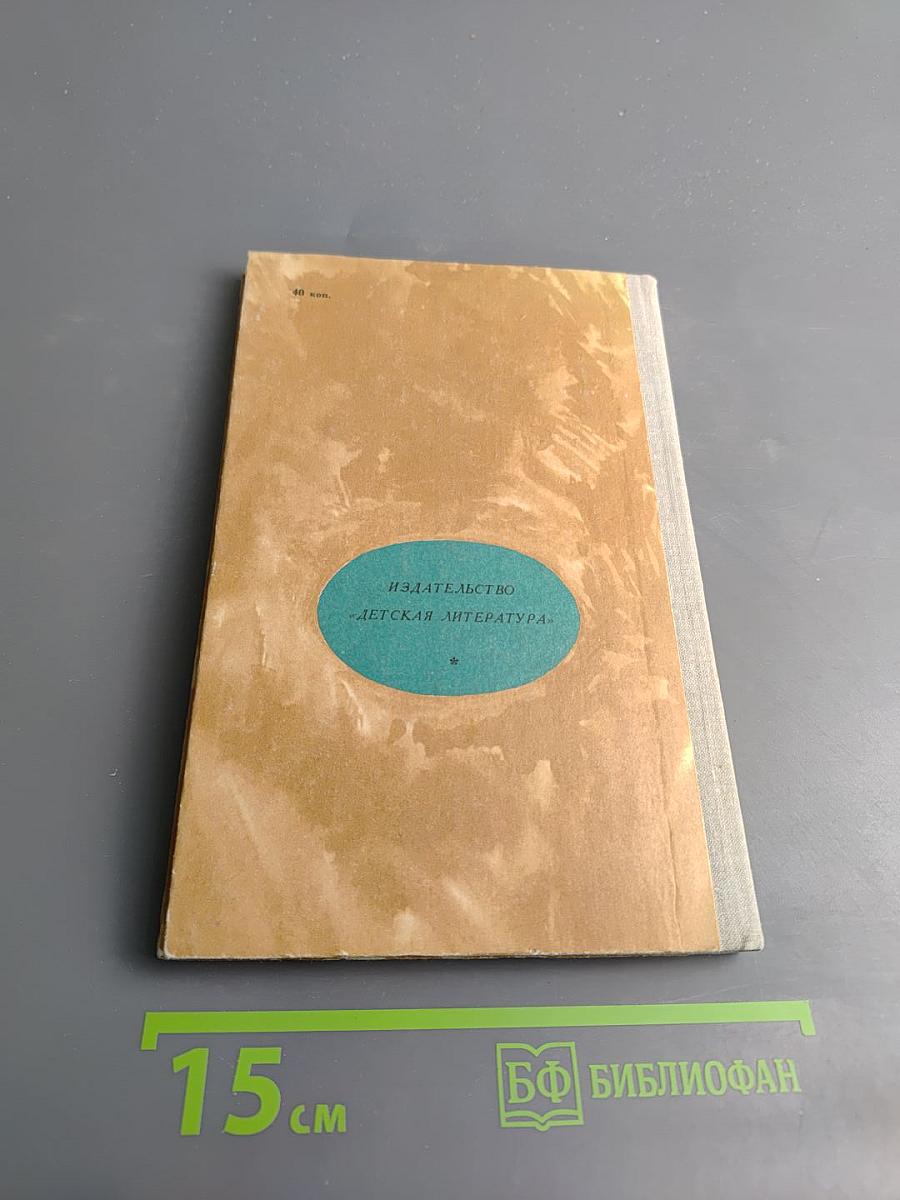 40 коп.
ИЗДАТЕЛЬСТВО
«ДЕТСКАЯ ЛИТЕРАТУРА»
*
15 см
БФ БИБЛИОФАН